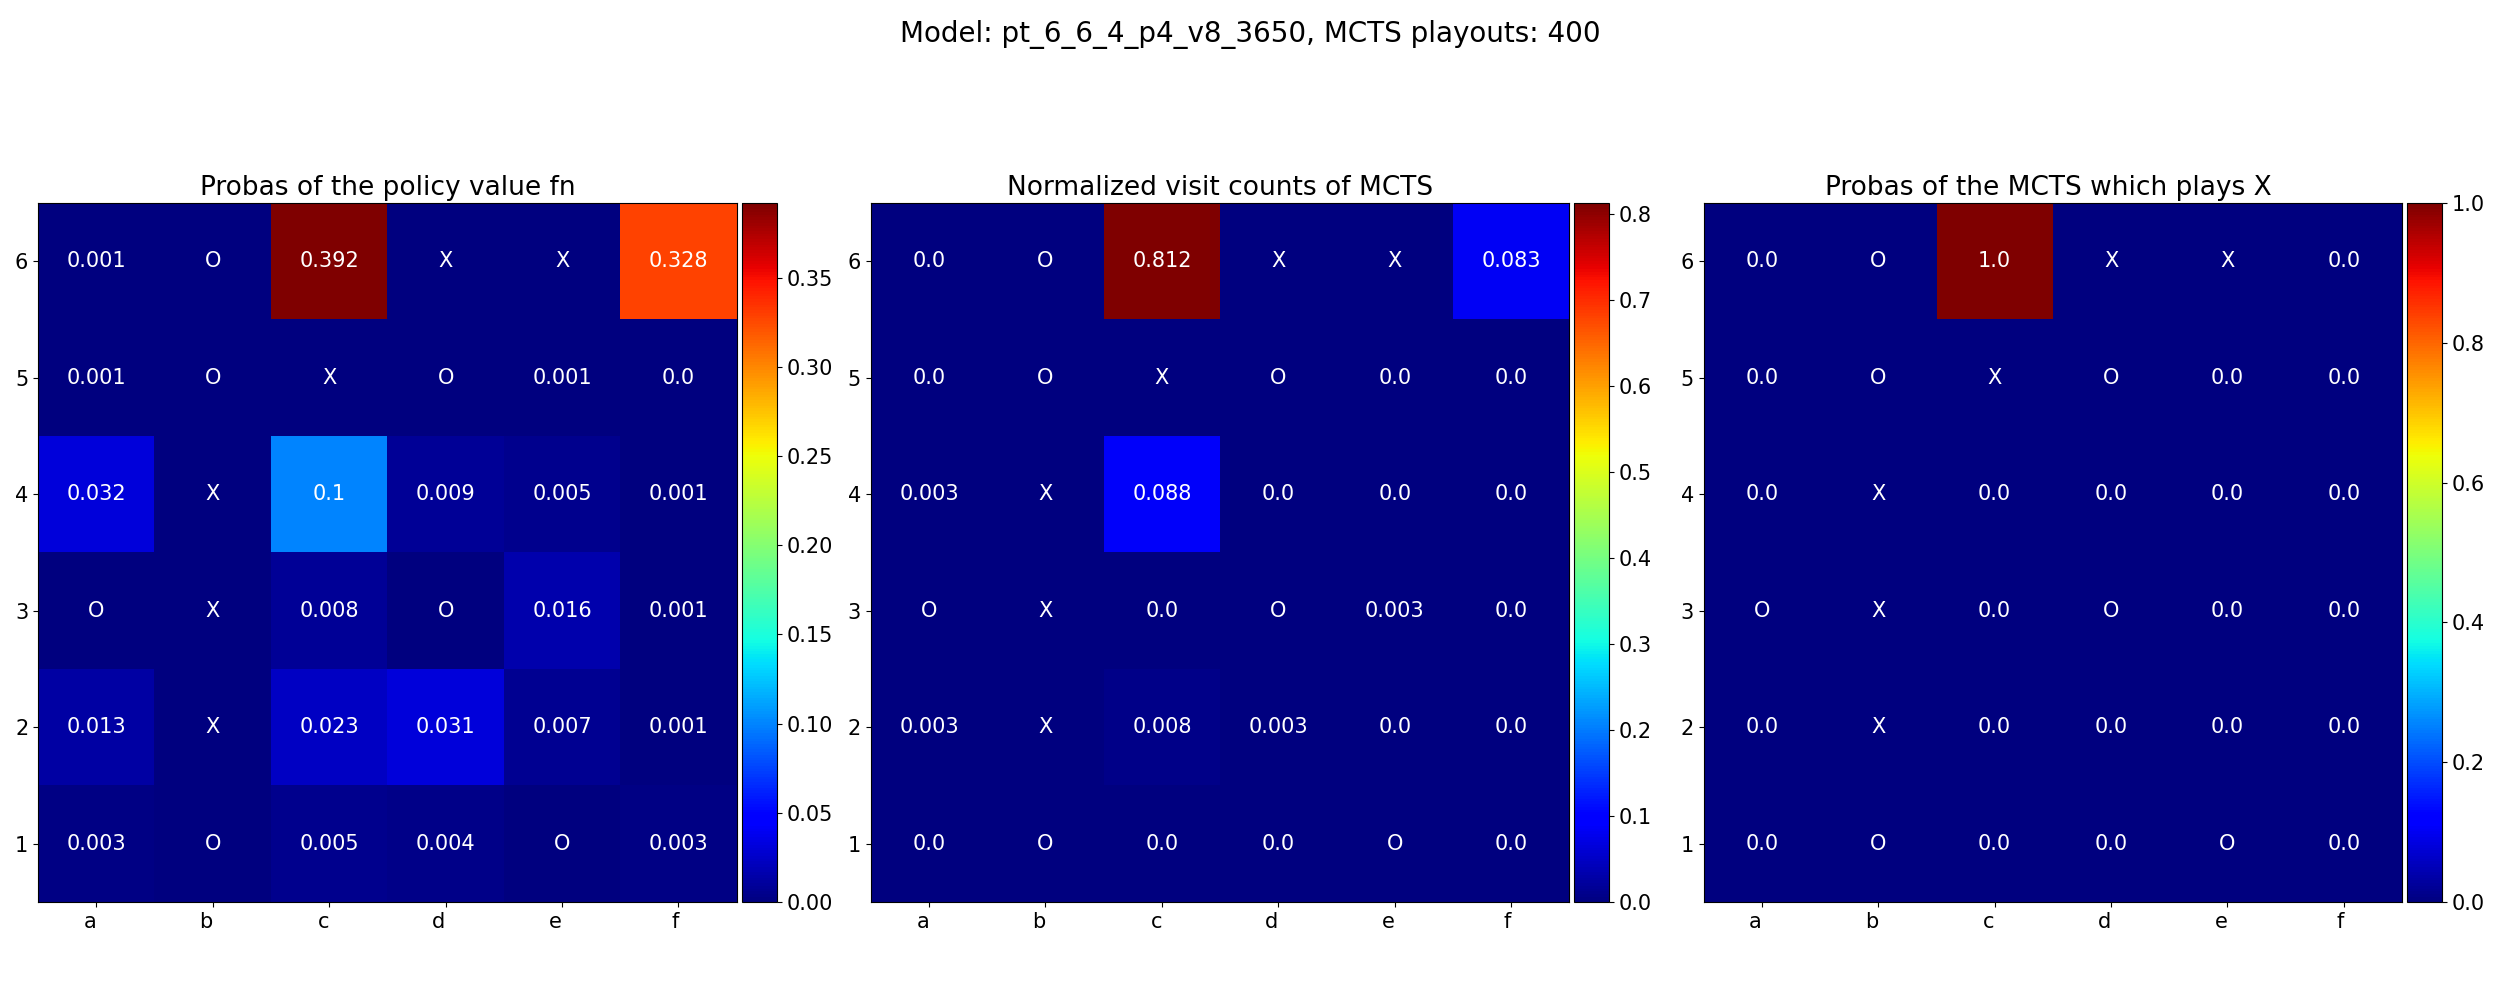 Model: pt_6_6_4_p4_v8_3650, MCTS playouts: 400
Probas of the policy value fn
6 0.001 O 0.392 X X 0.328
5 0.001 O X O 0.001 0.0
4 0.032 X 0.1 0.009 0.005 0.001
3 O X 0.008 O 0.016 0.001
2 0.013 X 0.023 0.031 0.007 0.001
1 0.003 O 0.005 0.004 O 0.003
a b c d e f
0.35
0.30
0.25
0.20
0.15
0.10
0.05
0.00
Normalized visit counts of MCTS
6 0.0 O 0.812 X X 0.083
5 0.0 O X O 0.0 0.0
4 0.003 X 0.088 0.0 0.0 0.0
3 O X 0.0 O 0.003 0.0
2 0.003 X 0.008 0.003 0.0 0.0
1 0.0 O 0.0 0.0 O 0.0
a b c d e f
0.8
0.7
0.6
0.5
0.4
0.3
0.2
0.1
0.0
Probas of the MCTS which plays X
6 0.0 O 1.0 X X 0.0
5 0.0 O X O 0.0 0.0
4 0.0 X 0.0 0.0 0.0 0.0
3 O X 0.0 O 0.0 0.0
2 0.0 X 0.0 0.0 0.0 0.0
1 0.0 O 0.0 0.0 O 0.0
a b c d e f
1.0
0.8
0.6
0.4
0.2
0.0